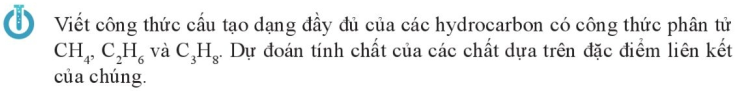 Viết công thức cấu tạo dạng đầy đủ của các hydrocarbon có công thức phân tử
CH₄, C₂H₆ và C₃H₈. Dự đoán tính chất của các chất dựa trên đặc điểm liên kết
của chúng.